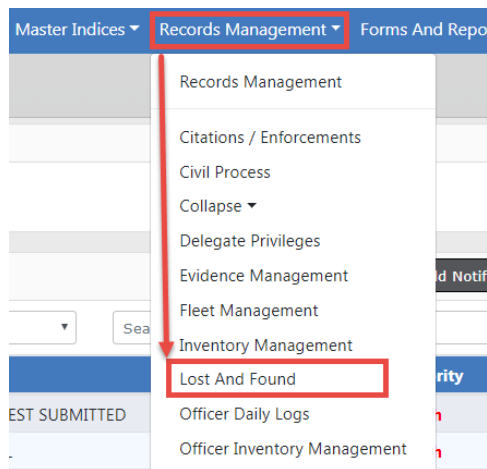 Master Indices Records Management Forms And Repo
Records Management
Citations / Enforcements
Civil Process
Collapse
Delegate Privileges
Evidence Management
ld Notif
Fleet Management
Sea
Inventory Management
Lost And Found
rity
EST SUBMITTED
Officer Daily Logs
Officer Inventory Management